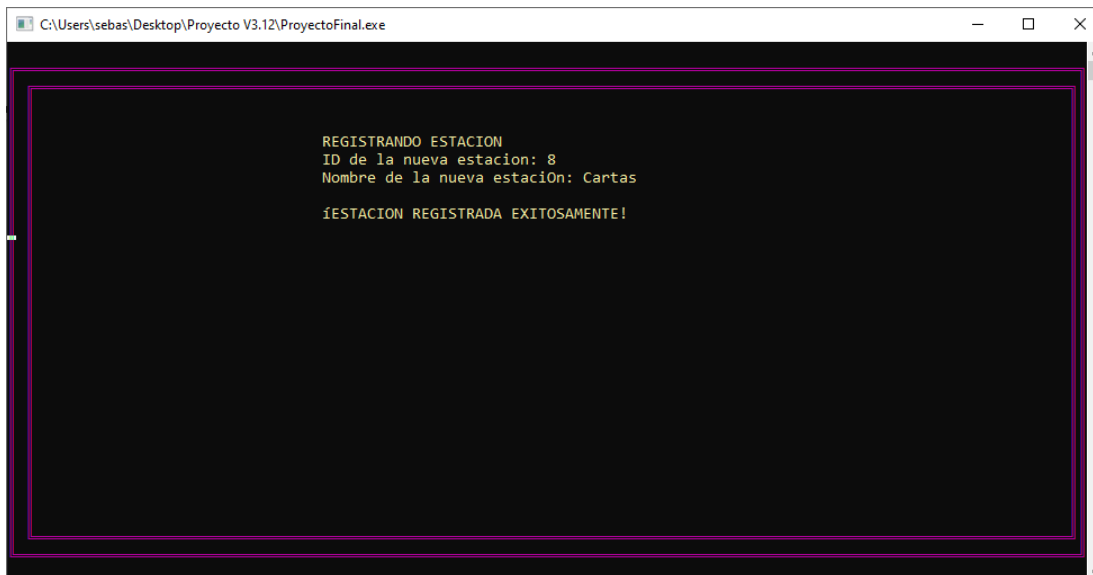 C:\Users\sebas\Desktop\Proyecto V3.12\ProyectoFinal.exe
REGISTRANDO ESTACION
ID de la nueva estacion: 8
Nombre de la nueva estaciOn: Cartas
íESTACION REGISTRADA EXITOSAMENTE!